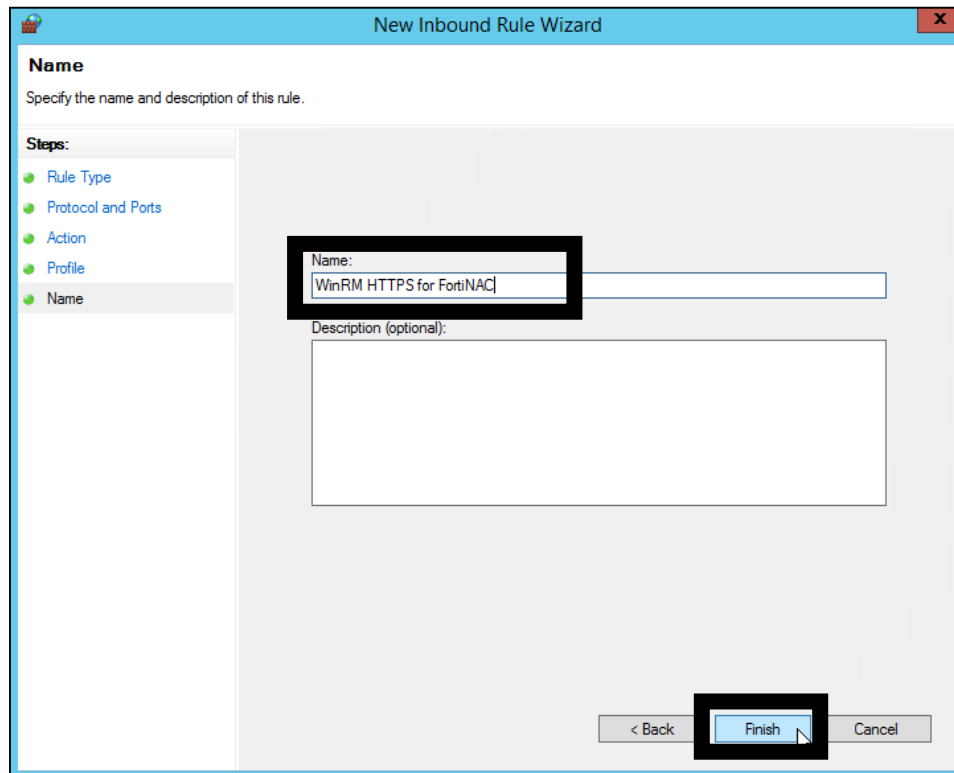 New Inbound Rule Wizard
x
Name
Specify the name and description of this rule.
Steps:
Rule Type
Protocol and Ports
Action
Profile
Name
Name:
WinRM HTTPS for FortiNAC
Description (optional):
< Back Finish Cancel